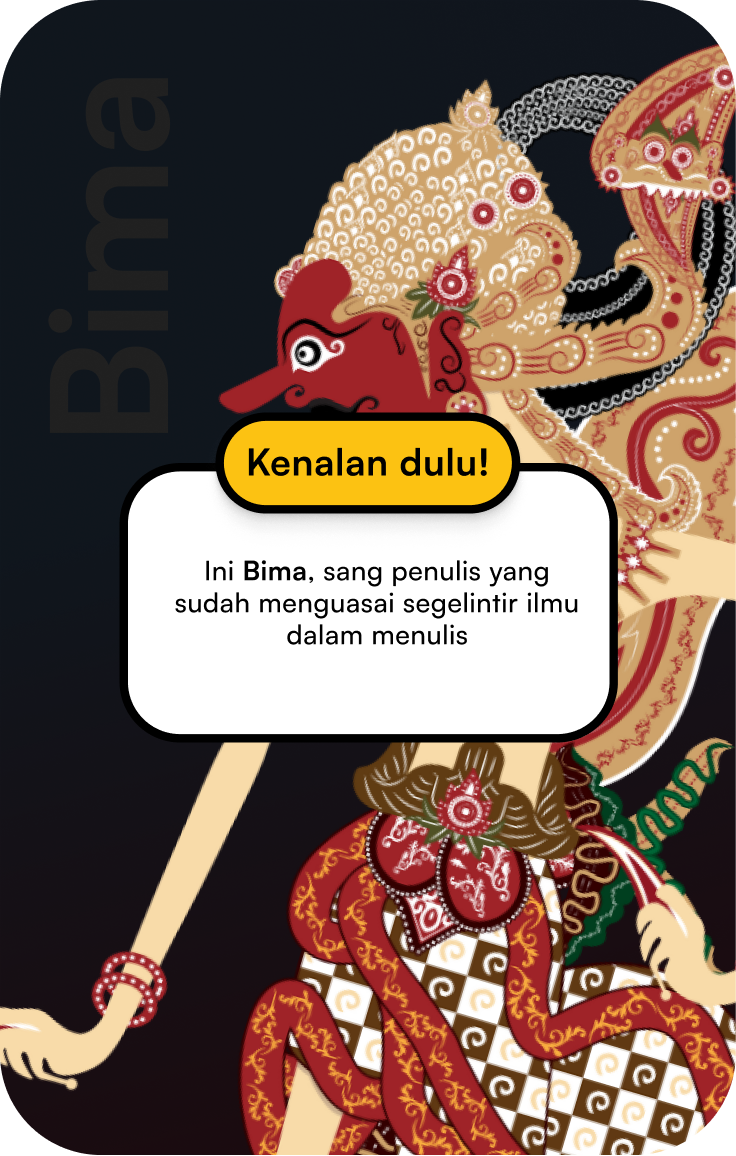 Bima
Kenalan dulu!
Ini Bima, sang penulis yang
sudah menguasai segelintir ilmu
dalam menulis